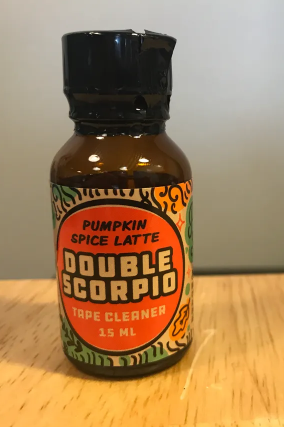 PUMPKIN
SPICE LATTE
DOUBLE
SCORPIO
TAPE CLEANER
15 ML